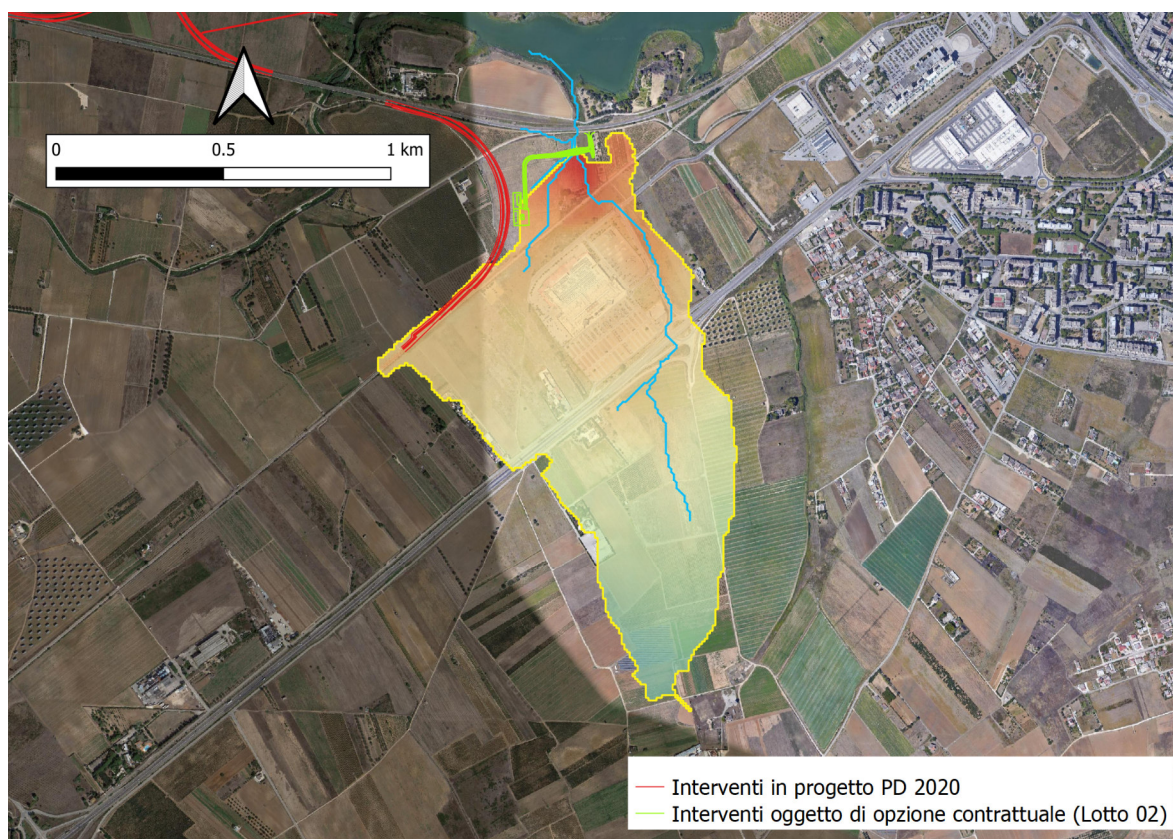 0 0.5 1 km
Interventi in progetto PD 2020
Interventi oggetto di opzione contrattuale (Lotto 02)